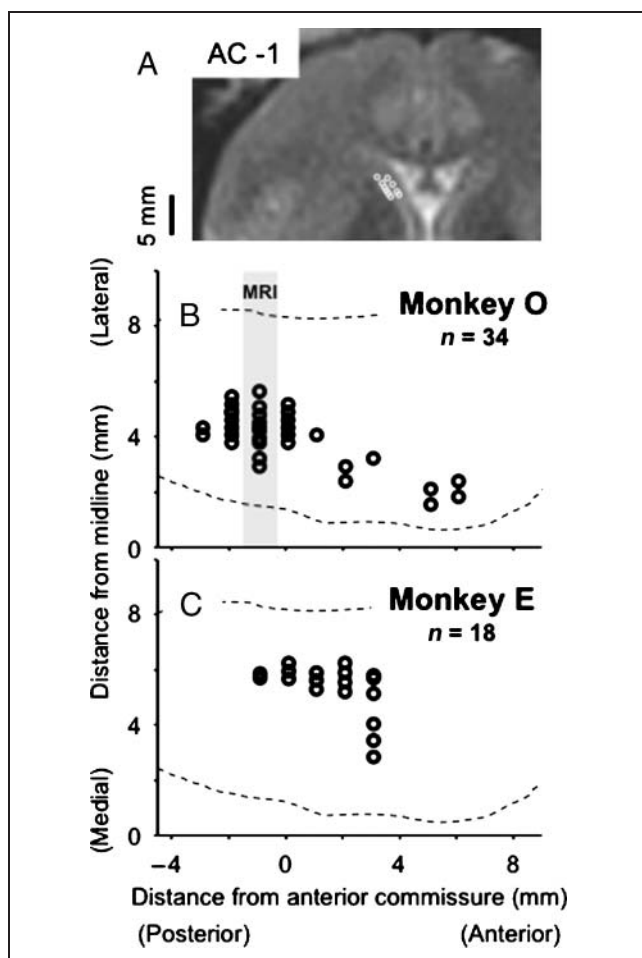 A
AC -1
5 mm
(Lateral)
Distance from midline (mm)
(Medial)
B
MRI
Monkey O
n = 34
8
4
0
C
Monkey E
n = 18
8
4
0
−4
0
4
8
Distance from anterior commissure (mm)
(Posterior)
(Anterior)